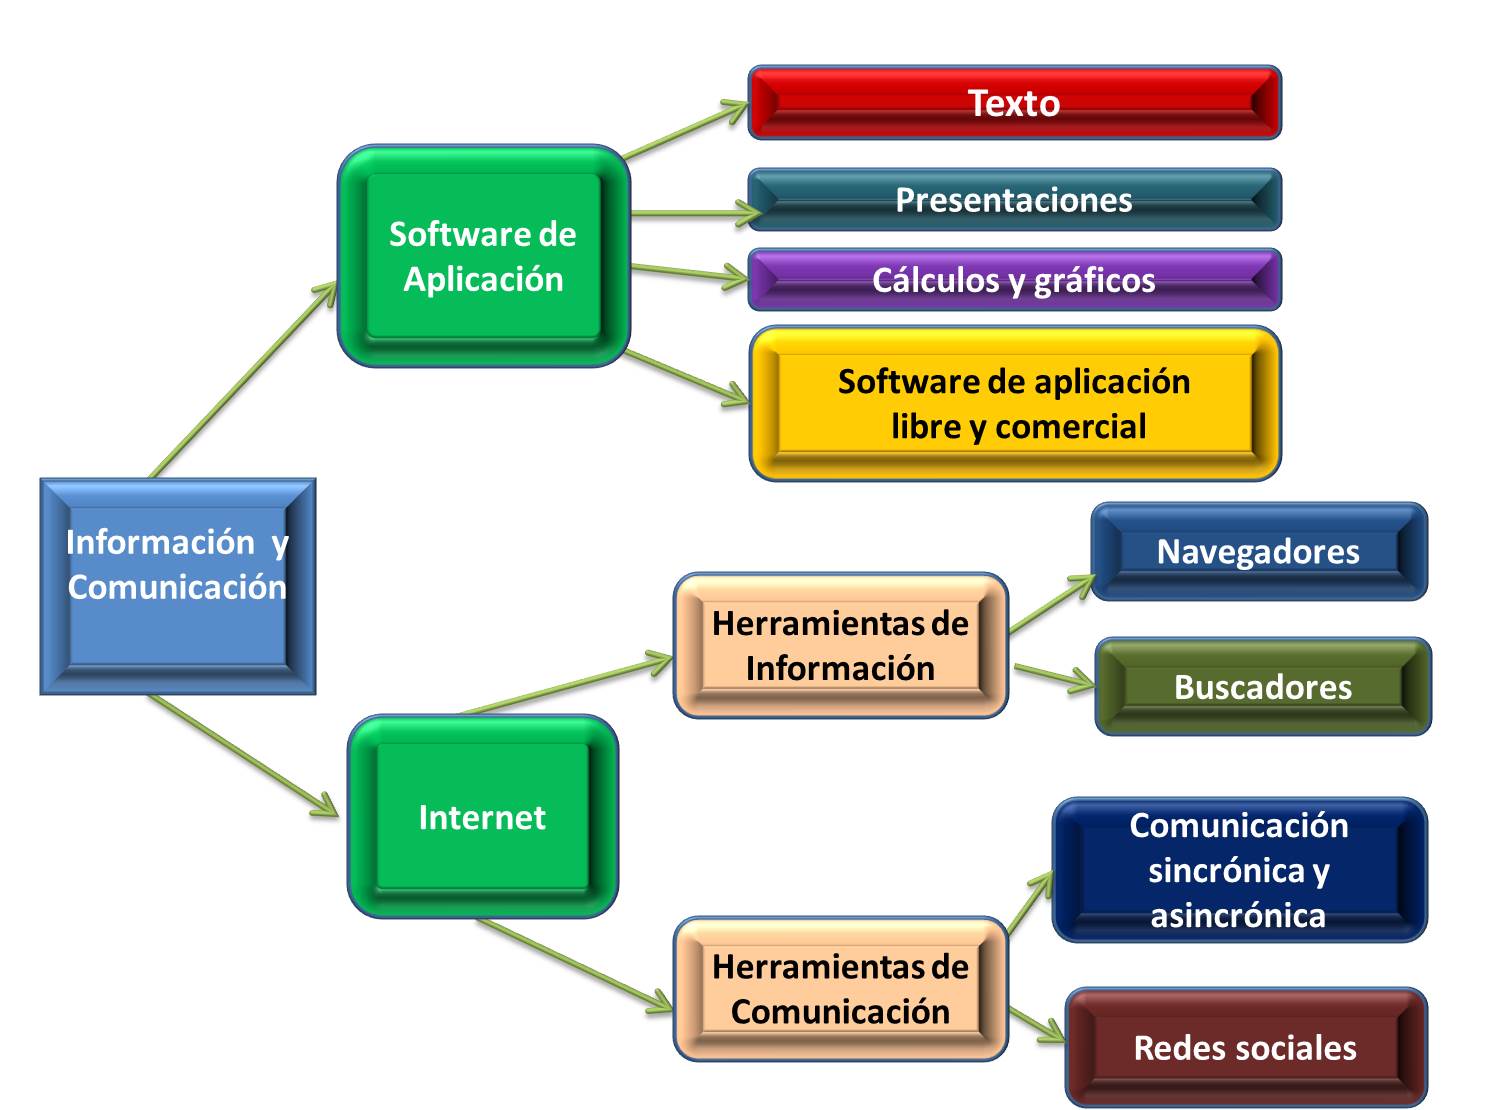 Texto
Presentaciones
Cálculos y gráficos
Software de aplicación
libre y comercial
Software de
Aplicación
Información y
Comunicación
Internet
Herramientas de
Información
Navegadores
Buscadores
Herramientas de
Comunicación
Comunicación
sincrónica y
asincrónica
Redes sociales